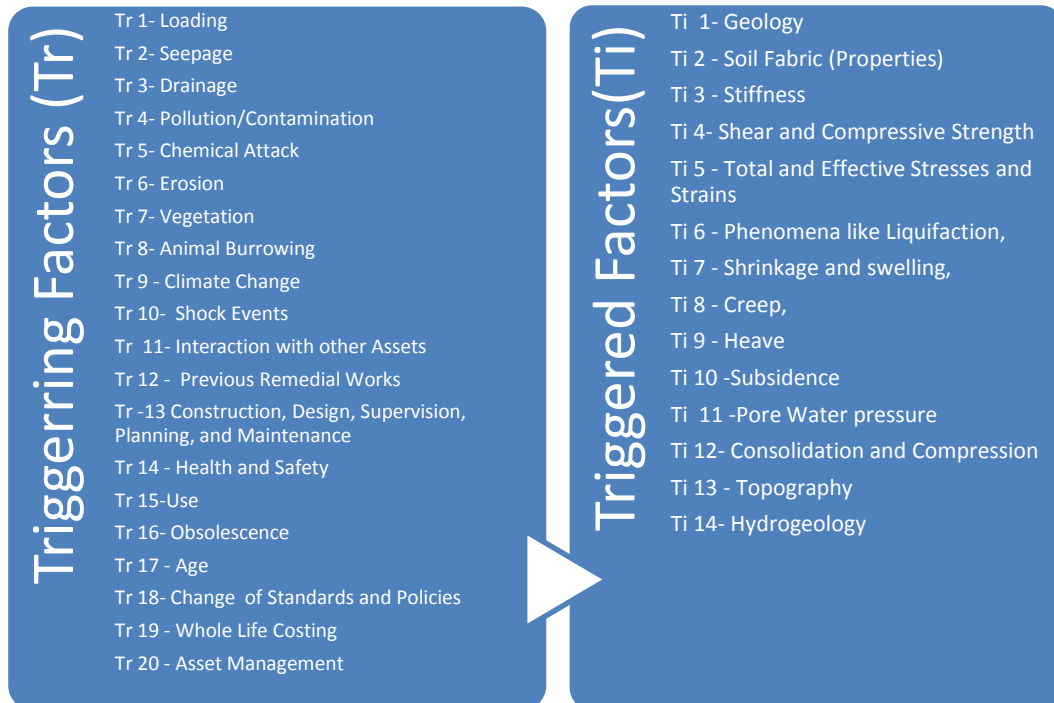 Triggerring Factors (Tr)
Tr 1- Loading
Tr 2- Seepage
Tr 3- Drainage
Tr 4- Pollution/Contamination
Tr 5- Chemical Attack
Tr 6- Erosion
Tr 7- Vegetation
Tr 8- Animal Burrowing
Tr 9 - Climate Change
Tr 10- Shock Events
Tr 11- Interaction with other Assets
Tr 12 - Previous Remedial Works
Tr -13 Construction, Design, Supervision,
Planning, and Maintenance
Tr 14 - Health and Safety
Tr 15-Use
Tr 16- Obsolescence
Tr 17 - Age
Tr 18- Change of Standards and Policies
Tr 19 - Whole Life Costing
Tr 20 - Asset Management
Triggered Factors(Ti)
Ti 1- Geology
Ti 2 - Soil Fabric (Properties)
Ti 3 - Stiffness
Ti 4- Shear and Compressive Strength
Ti 5 - Total and Effective Stresses and
Strains
Ti 6 - Phenomena like Liquifaction,
Ti 7 - Shrinkage and swelling,
Ti 8 - Creep,
Ti 9 - Heave
Ti 10 -Subsidence
Ti 11 -Pore Water pressure
Ti 12- Consolidation and Compression
Ti 13 - Topography
Ti 14- Hydrogeology